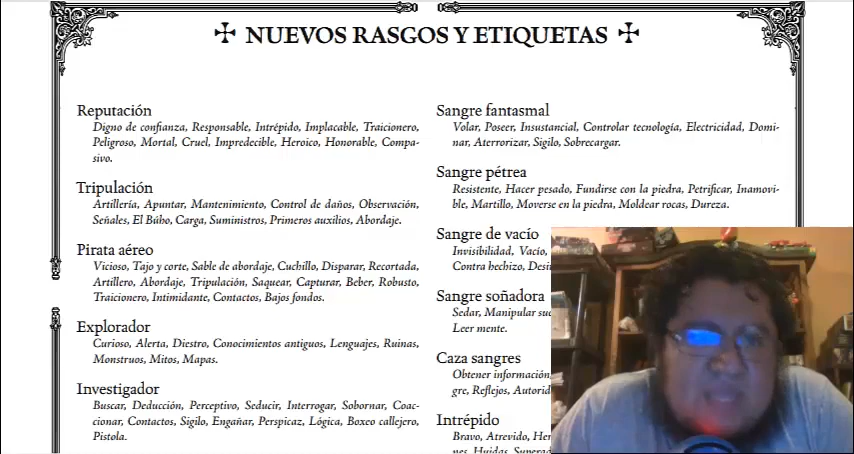 NUEVOS RASGOS Y ETIQUETAS
Reputación
Digno de confianza, Responsable, Intrépido, Implacable, Traicionero,
Peligroso, Mortal, Cruel, Impredecible, Heroico, Honorable, Compa-
sivo.
Tripulación
Artillería, Apuntar, Mantenimiento, Control de daños, Observación,
Señales, El Búho, Carga, Suministros, Primeros auxilios, Abordaje.
Pirata aéreo
Vicioso, Tajo y corte, Sable de abordaje, Cuchillo, Disparar, Recortada,
Artillero, Abordaje, Tripulación, Saquear, Capturar, Beber, Robusto,
Traicionero, Intimidante, Contactos, Bajos fondos.
Explorador
Curioso, Alerta, Diestro, Conocimientos antiguos, Lenguajes, Ruinas,
Monstruos, Mitos, Mapas.
Investigador
Buscar, Deducción, Perceptivo, Seducir, Interrogar, Sobornar, Coac-
cionar, Contactos, Sigilo, Engañar, Perspicaz, Lógica, Boxeo callejero,
Pistola.
Sangre fantasmal
Volar, Poseer, Insustancial, Controlar tecnología, Electricidad, Domi-
nar, Aterrorizar, Sigilo, Sobrecargar.
Sangre pétrea
Resistente, Hacer pesado, Fundirse con la piedra, Petrificar, Inamovi-
ble, Martillo, Moverse en la piedra, Moldear rocas, Dureza.
Sangre de vacío
Invisibilidad, Vacío,
Contra hechizo,
Sangre soñadora
Sedar, Manipular
Leer mente.
Caza sangres
Obtener información,
gre, Reflejos,
Intrépido
Bravo, Atrevido,
nes, Huidas,